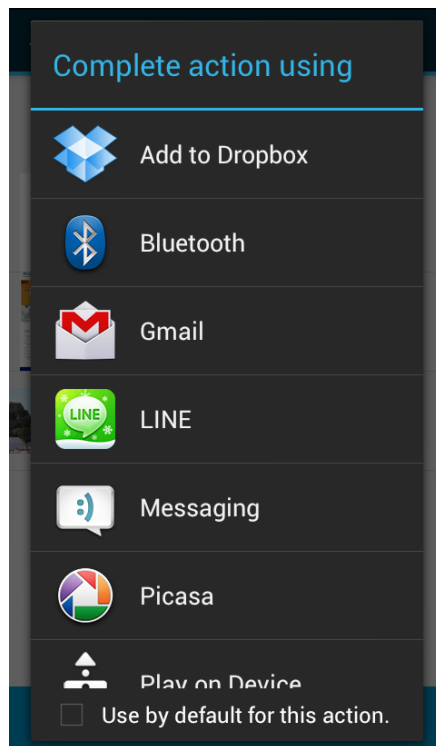 Complete action using
Add to Dropbox
Bluetooth
Gmail
LINE
LINE
Messaging
:)
Picasa
Play on Device
Use by default for this action.